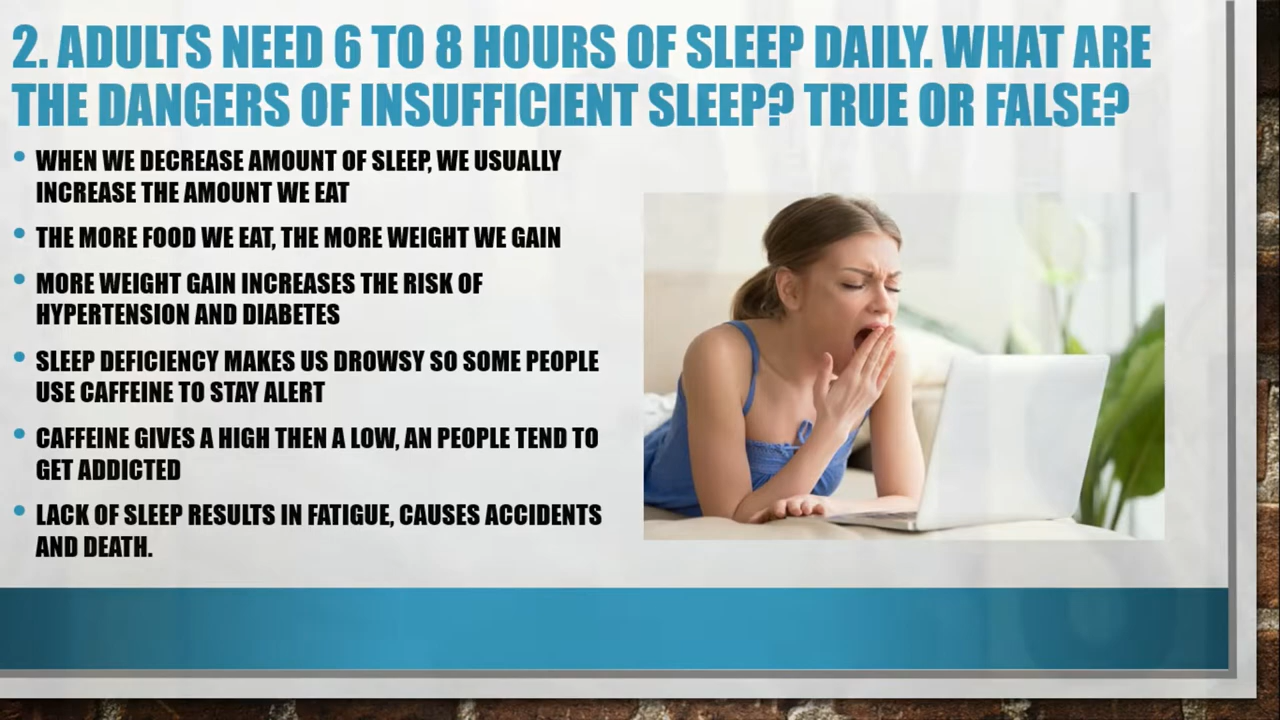 2. ADULTS NEED 6 TO 8 HOURS OF SLEEP DAILY. WHAT ARE
THE DANGERS OF INSUFFICIENT SLEEP? TRUE OR FALSE?
• WHEN WE DECREASE AMOUNT OF SLEEP, WE USUALLY
INCREASE THE AMOUNT WE EAT
• THE MORE FOOD WE EAT, THE MORE WEIGHT WE GAIN
• MORE WEIGHT GAIN INCREASES THE RISK OF
HYPERTENSION AND DIABETES
• SLEEP DEFICIENCY MAKES US DROWSY SO SOME PEOPLE
USE CAFFEINE TO STAY ALERT
• CAFFEINE GIVES A HIGH THEN A LOW, AN PEOPLE TEND TO
GET ADDICTED
• LACK OF SLEEP RESULTS IN FATIGUE, CAUSES ACCIDENTS
AND DEATH.